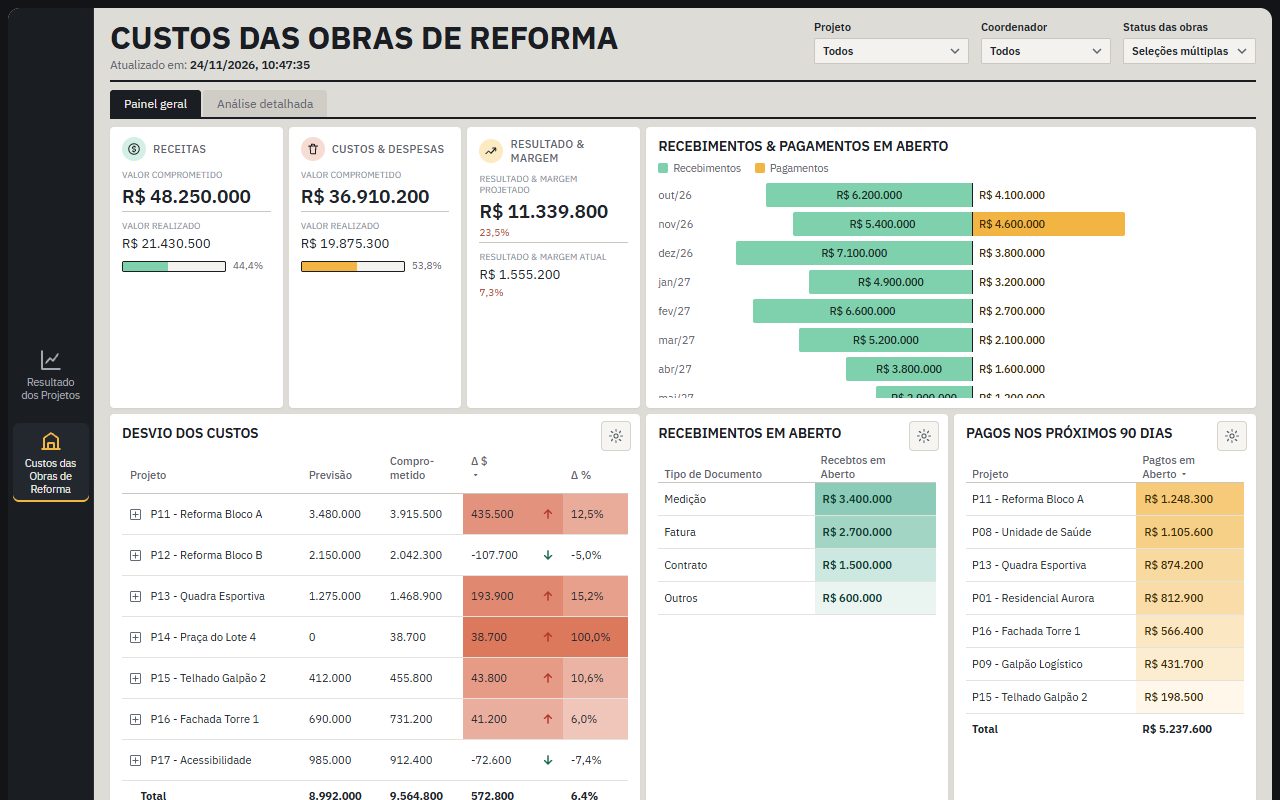 CUSTOS DAS OBRAS DE REFORMA
Atualizado em: 24/11/2026, 10:47:35
Projeto
Todos
Coordenador
Todos
Status das obras
Seleções múltiplas
Painel geral
Análise detalhada
Resultado
dos Projetos
Custos das
Obras de
Reforma
RECEITAS
VALOR COMPROMETIDO
R$ 48.250.000
VALOR REALIZADO
R$ 21.430.500
44,4%
CUSTOS & DESPESAS
VALOR COMPROMETIDO
R$ 36.910.200
VALOR REALIZADO
R$ 19.875.300
53,8%
RESULTADO &
MARGEM
RESULTADO & MARGEM
PROJETADO
R$ 11.339.800
23,5%
RESULTADO & MARGEM ATUAL
R$ 1.555.200
7,3%
RECEBIMENTOS & PAGAMENTOS EM ABERTO
Recebimentos Pagamentos
out/26 R$ 6.200.000 R$ 4.100.000
nov/26 R$ 5.400.000 R$ 4.600.000
dez/26 R$ 7.100.000 R$ 3.800.000
jan/27 R$ 4.900.000 R$ 3.200.000
fev/27 R$ 6.600.000 R$ 2.700.000
mar/27 R$ 5.200.000 R$ 2.100.000
abr/27 R$ 3.800.000 R$ 1.600.000
mai/27 R$ 2.900.000 R$ 1.200.000
DESVIO DOS CUSTOS
Projeto Previsão Compro-
metido Δ $ Δ %
P11 - Reforma Bloco A 3.480.000 3.915.500 435.500 ↑ 12,5%
P12 - Reforma Bloco B 2.150.000 2.042.300 -107.700 ↓ -5,0%
P13 - Quadra Esportiva 1.275.000 1.468.900 193.900 ↑ 15,2%
P14 - Praça do Lote 4 0 38.700 38.700 ↑ 100,0%
P15 - Telhado Galpão 2 412.000 455.800 43.800 ↑ 10,6%
P16 - Fachada Torre 1 690.000 731.200 41.200 ↑ 6,0%
P17 - Acessibilidade 985.000 912.400 -72.600 ↓ -7,4%
Total 8.992.000 9.564.800 572.800 6,4%
RECEBIMENTOS EM ABERTO
Tipo de Documento Recebtos em
Aberto
Medição R$ 3.400.000
Fatura R$ 2.700.000
Contrato R$ 1.500.000
Outros R$ 600.000
PAGOS NOS PRÓXIMOS 90 DIAS
Projeto Pagtos em
Aberto
P11 - Reforma Bloco A R$ 1.248.300
P08 - Unidade de Saúde R$ 1.105.600
P13 - Quadra Esportiva R$ 874.200
P01 - Residencial Aurora R$ 812.900
P16 - Fachada Torre 1 R$ 566.400
P09 - Galpão Logístico R$ 431.700
P15 - Telhado Galpão 2 R$ 198.500
Total R$ 5.237.600